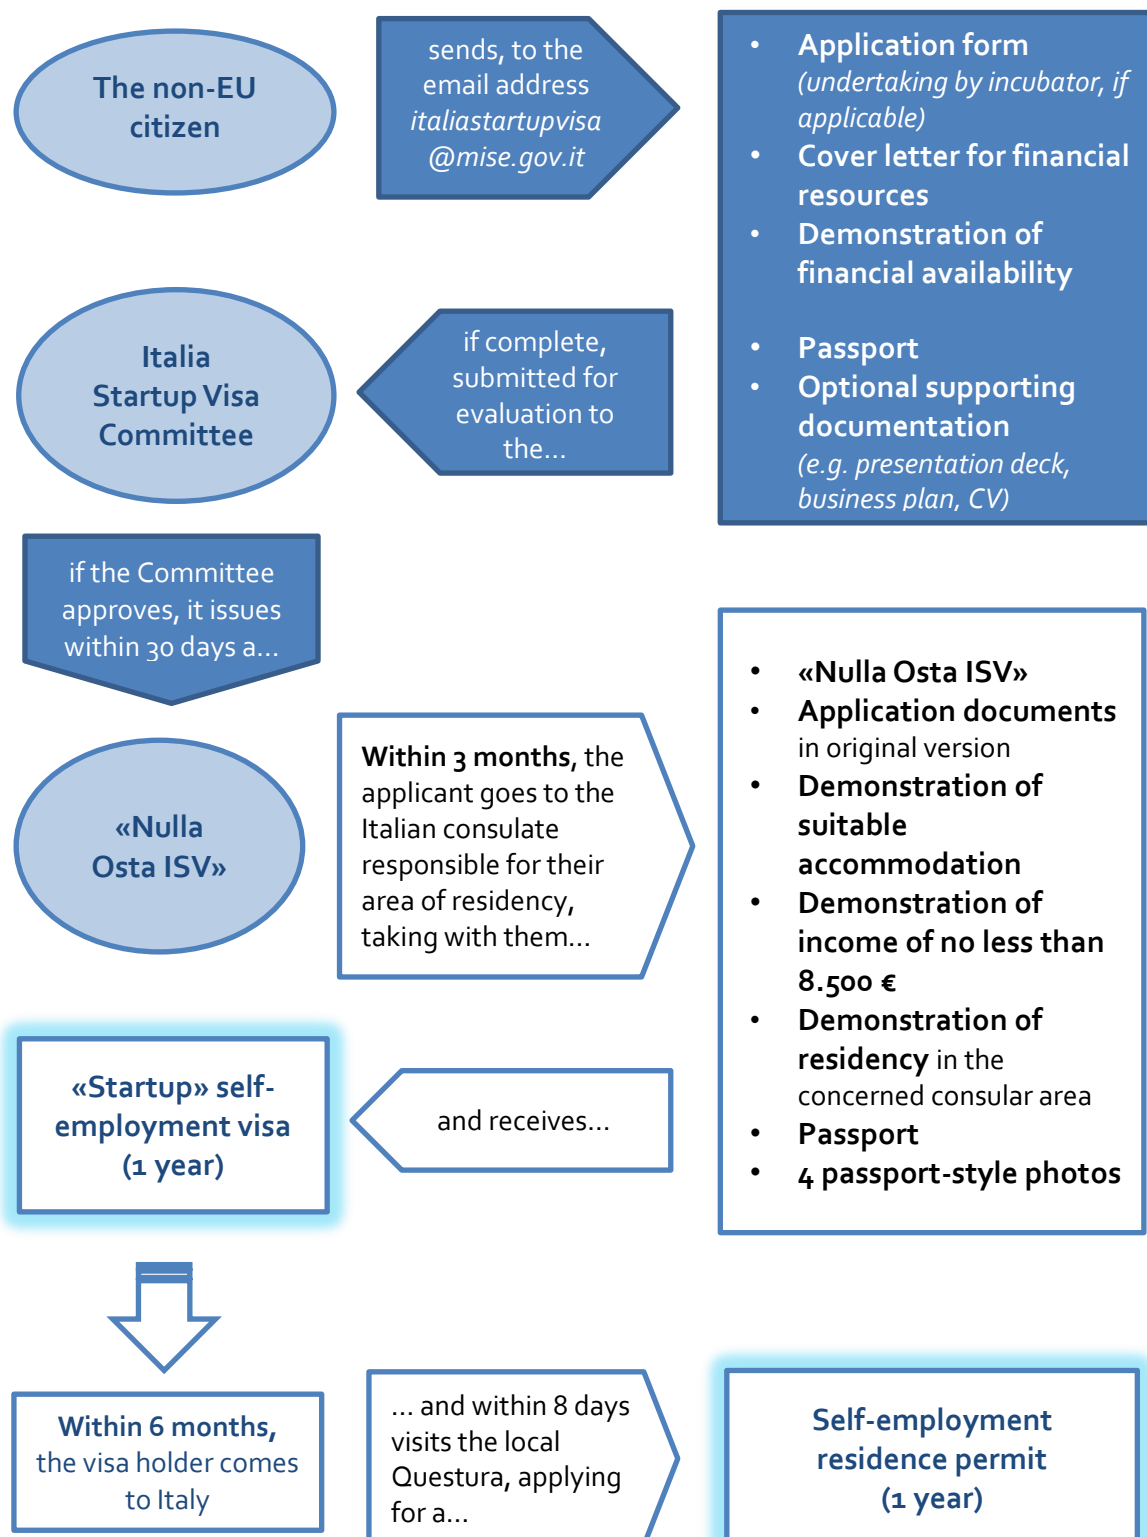 The non-EU
citizen
sends, to the
email address
italiastartupvisa
@mise.gov.it
• Application form
(undertaking by incubator, if
applicable)
• Cover letter for financial
resources
• Demonstration of
financial availability
• Passport
• Optional supporting
documentation
(e.g. presentation deck,
business plan, CV)
if complete,
submitted for
evaluation to
the...
Italia
Startup Visa
Committee
if the Committee
approves, it issues
within 30 days a...
«Nulla
Osta ISV»
Within 3 months, the
applicant goes to the
Italian consulate
responsible for their
area of residency,
taking with them...
• «Nulla Osta ISV»
• Application documents
in original version
• Demonstration of
suitable
accommodation
• Demonstration of
income of no less than
8.500 €
• Demonstration of
residency in the
concerned consular area
• Passport
• 4 passport-style photos
and receives...
«Startup» self-
employment visa
(1 year)
Within 6 months,
the visa holder comes
to Italy
... and within 8 days
visits the local
Questura, applying
for a...
Self-employment
residence permit
(1 year)